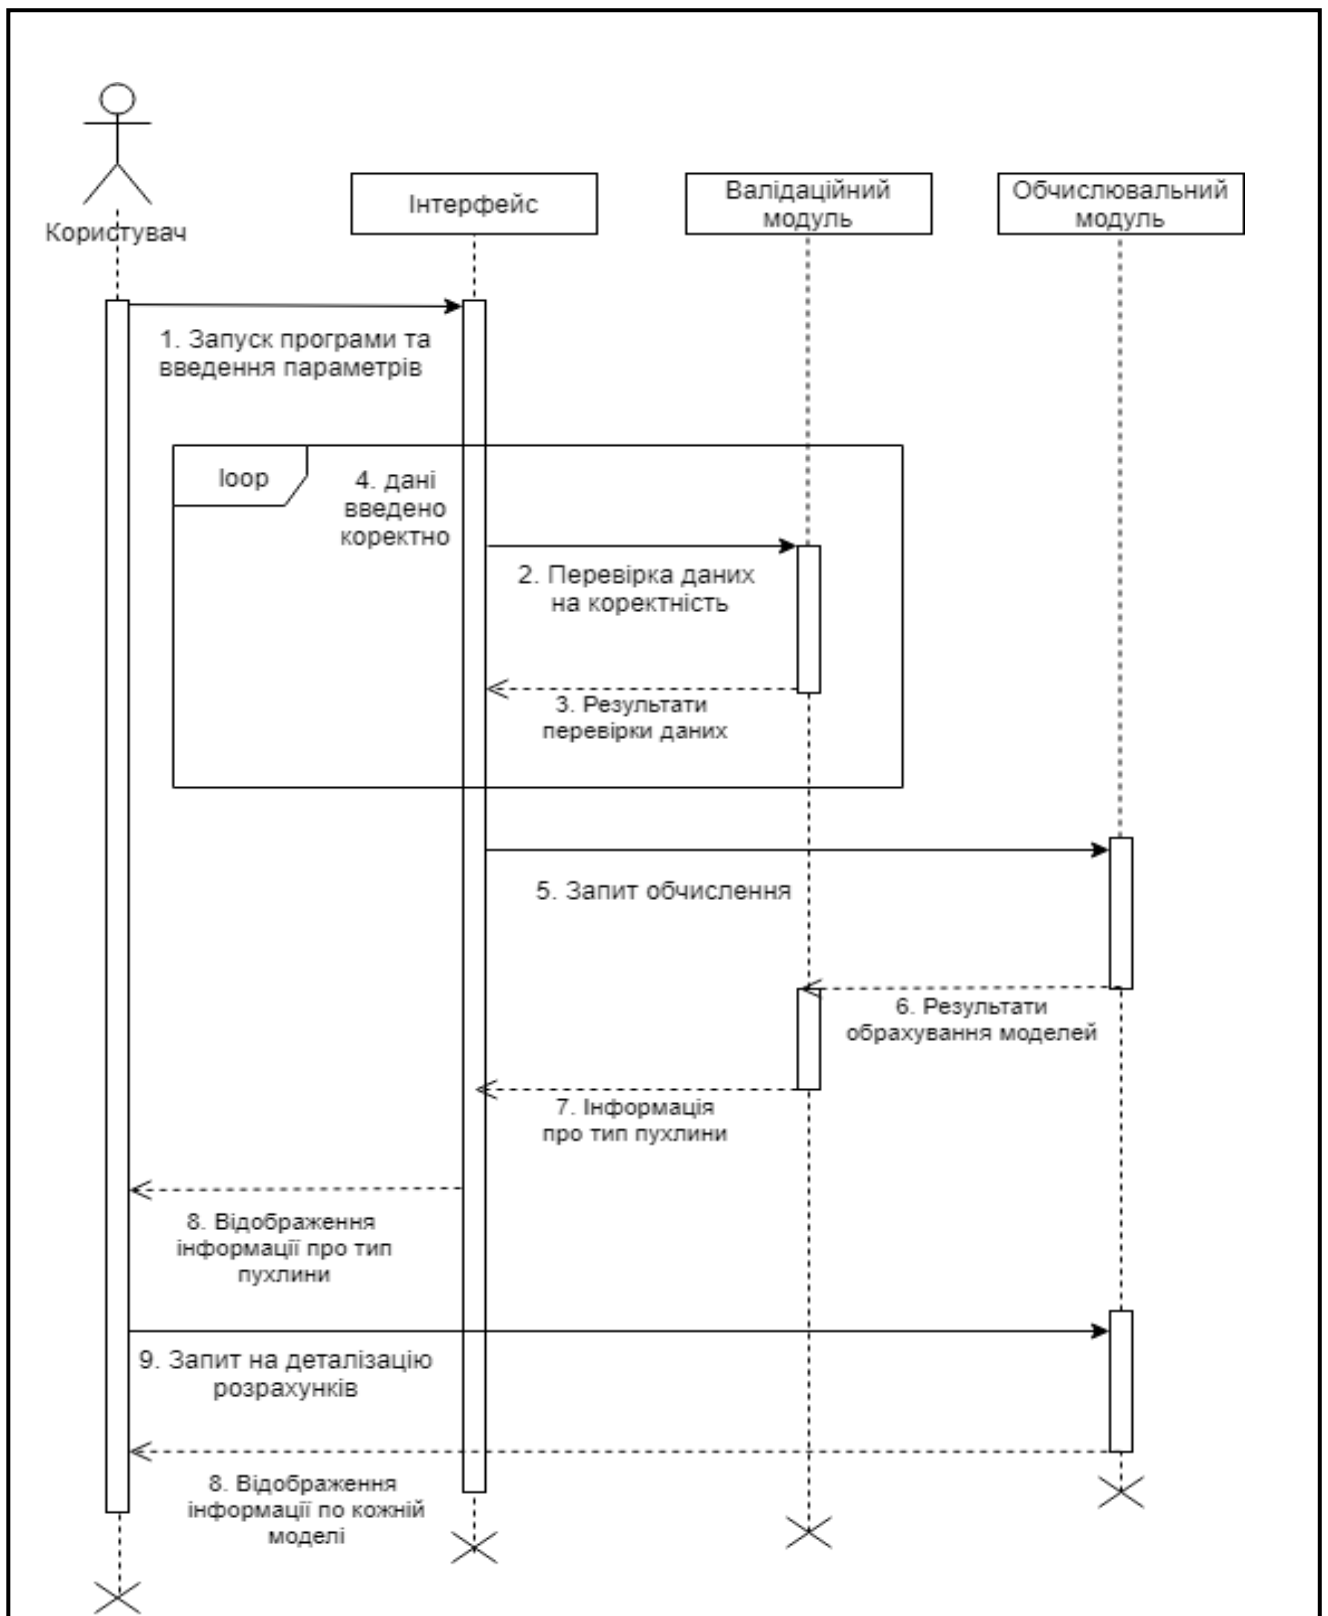 Користувач
Інтерфейс
Валідаційний
модуль
Обчислювальний
модуль
1. Запуск програми та
введення параметрів
loop
4. дані
введено
коректно
2. Перевірка даних
на коректність
3. Результати
перевірки даних
5. Запит обчислення
6. Результати
обрахування моделей
7. Інформація
про тип пухлини
8. Відображення
інформації про тип
пухлини
9. Запит на деталізацію
розрахунків
8. Відображення
інформації по кожній
моделі